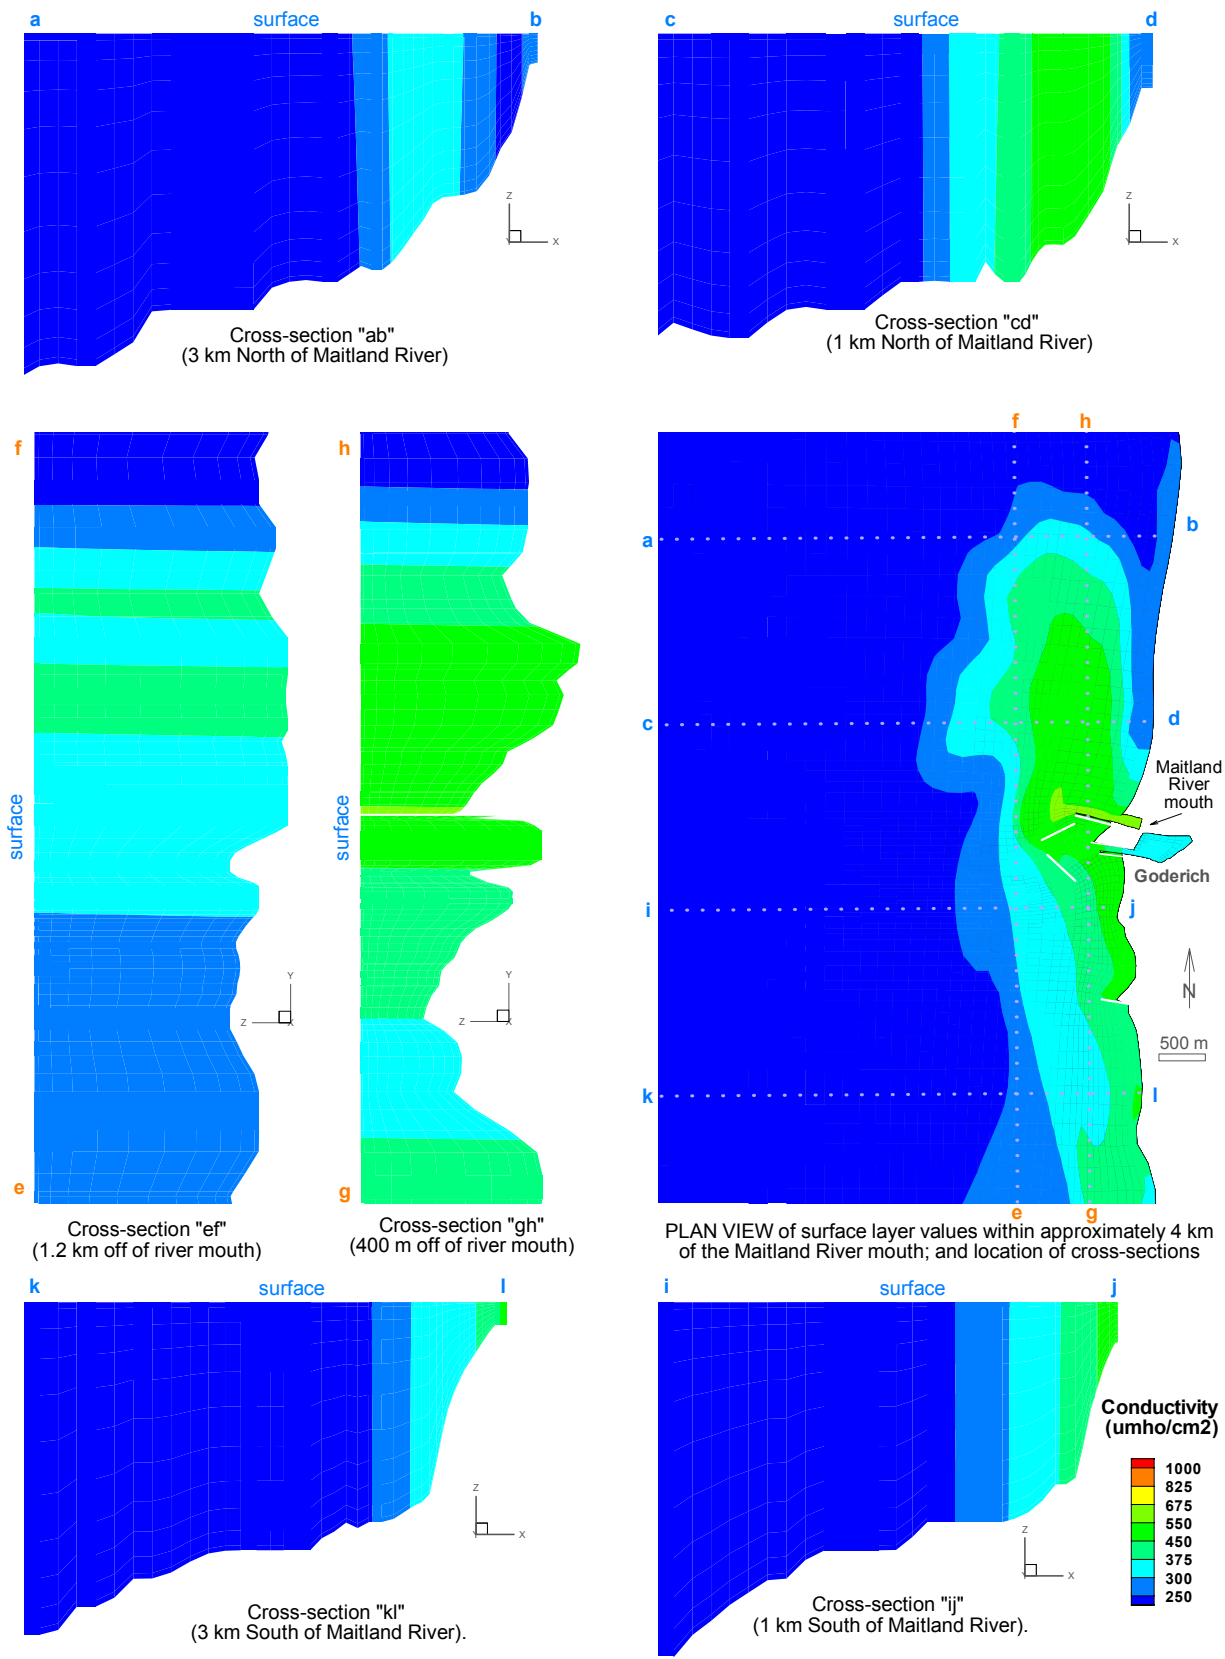 a surface b
c surface d
Z
X
Y
Z
X
Y
Cross-section "ab"
(3 km North of Maitland River)
Cross-section "cd"
(1 km North of Maitland River)
f
surface
e
Y
Z
X
Cross-section "ef"
(1.2 km off of river mouth)
h
surface
g
Y
Z
X
Cross-section "gh"
(400 m off of river mouth)
f h
a
b
c
d
Maitland
River
mouth
Goderich
i
j
N
500 m
k
l
e g
PLAN VIEW of surface layer values within approximately 4 km
of the Maitland River mouth; and location of cross-sections
k surface l
Z
X
Y
Cross-section "kl"
(3 km South of Maitland River).
i surface j
Z
X
Y
Cross-section "ij"
(1 km South of Maitland River).
Conductivity
(umho/cm2)
1000
825
675
550
450
375
300
250